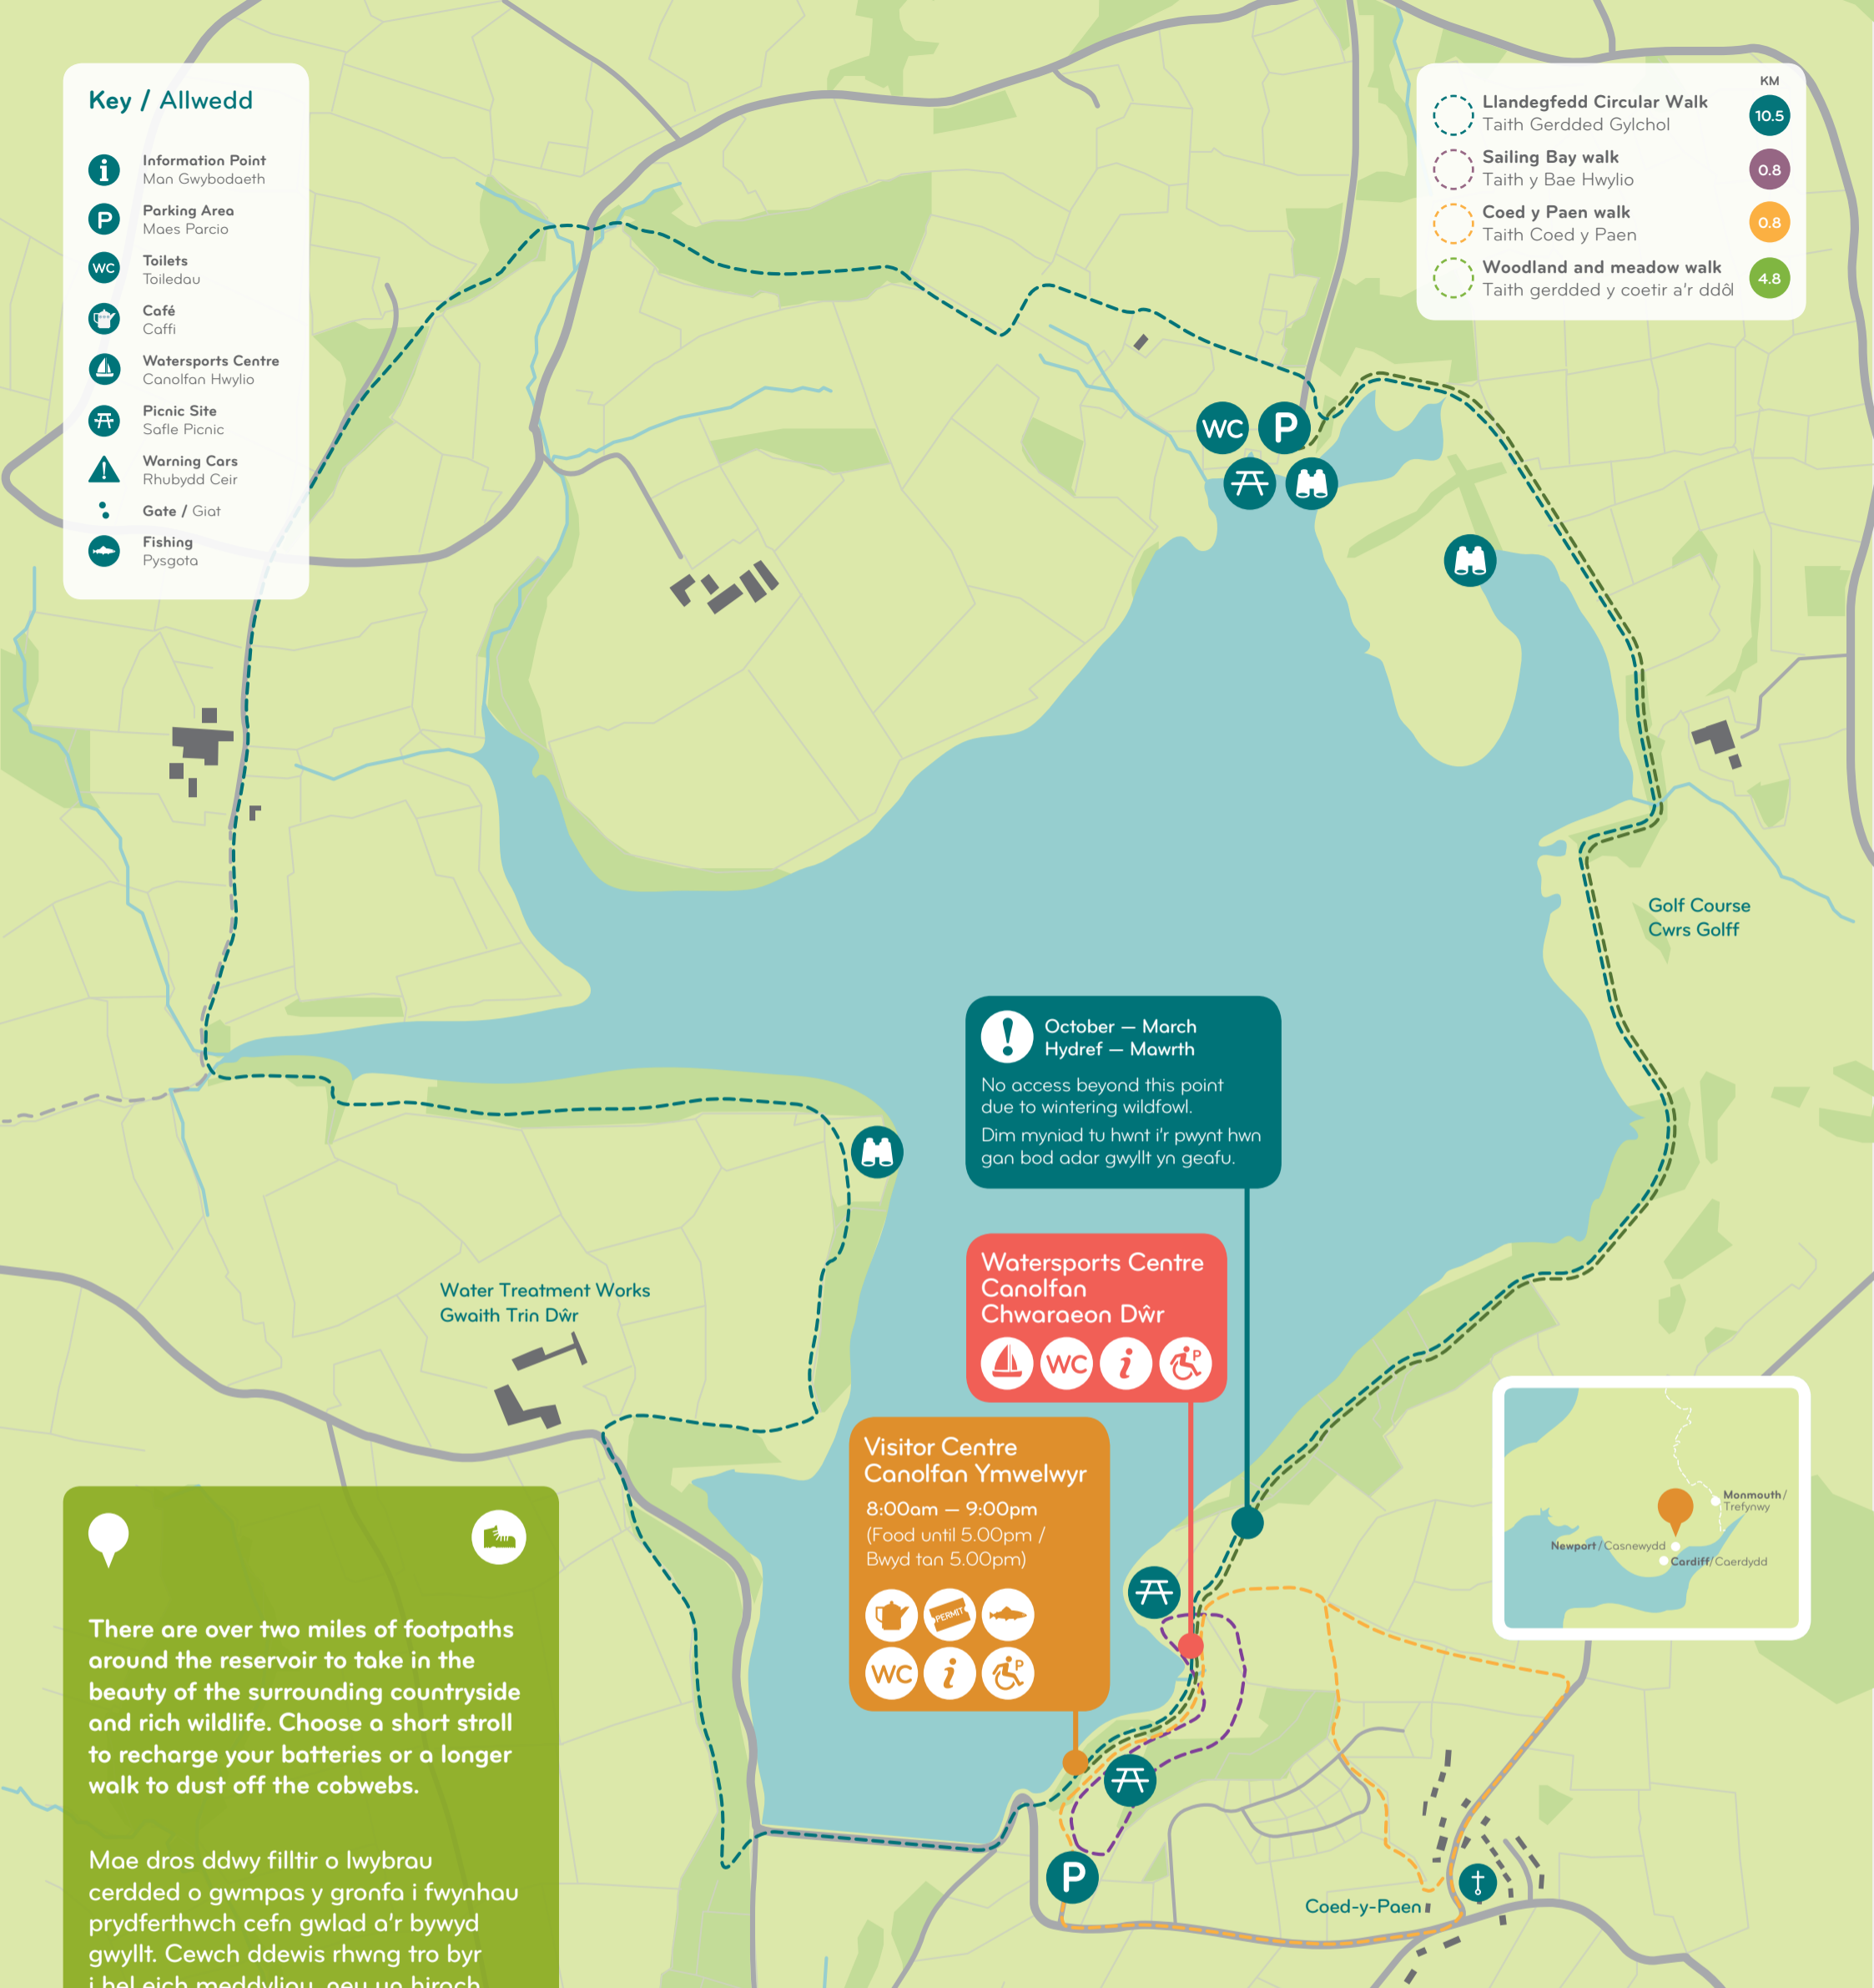 Key / Allwedd
Information Point
Man Gwybodaeth
P
Parking Area
Maes Parcio
WC
Toilets
Toiledau
Café
Caffi
Watersports Centre
Canolfan Hwylio
Picnic Site
Safle Picnic
Warning Cars
Rhubydd Ceir
Gate / Giat
Fishing
Pysgota
KM
Llandegfedd Circular Walk
Taith Gerdded Gylchol
10.5
Sailing Bay walk
Taith y Bae Hwylio
0.8
Coed y Paen walk
Taith Coed y Paen
0.8
Woodland and meadow walk
Taith gerdded y coetir a'r ddôl
4.8
WC
P
Golf Course
Cwrs Golff
October — March
Hydref — Mawrth
No access beyond this point
due to wintering wildfowl.
Dim myniad tu hwnt i'r pwynt hwn
gan bod adar gwyllt yn geafu.
Watersports Centre
Canolfan
Chwaraeon Dŵr
WC i P
Water Treatment Works
Gwaith Trin Dŵr
Visitor Centre
Canolfan Ymwelwyr
8:00am — 9:00pm
(Food until 5.00pm /
Bwyd tan 5.00pm)
PERMIT
WC i P
Monmouth/
Trefynwy
Newport/Casnewydd
Cardiff/Caerdydd
P
Coed-y-Paen
There are over two miles of footpaths
around the reservoir to take in the
beauty of the surrounding countryside
and rich wildlife. Choose a short stroll
to recharge your batteries or a longer
walk to dust off the cobwebs.
Mae dros ddwy filltir o lwybrau
cerdded o gwmpas y gronfa i fwynhau
prydferthwch cefn gwlad a'r bywyd
gwyllt. Cewch ddewis rhwng tro byr
i hel eich meddyliau, neu un hirach